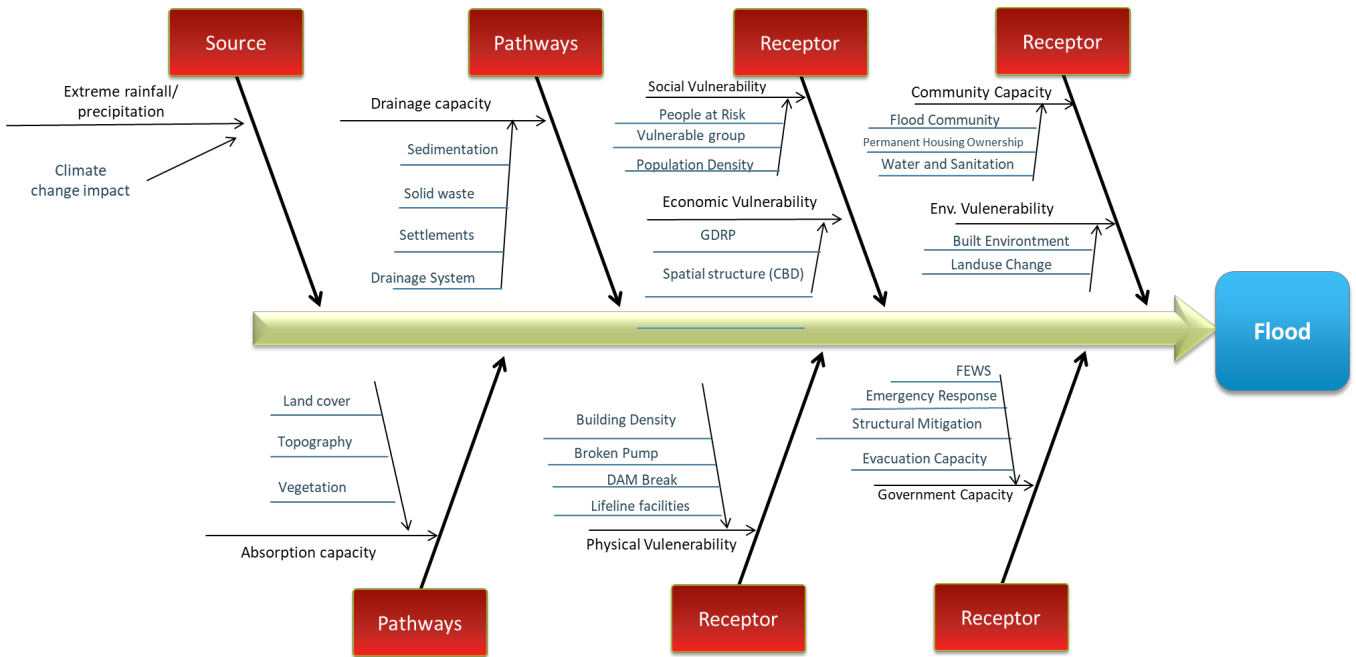 Source
Pathways
Receptor
Receptor
Extreme rainfall/
precipitation
Climate
change impact
Drainage capacity
Sedimentation
Solid waste
Settlements
Drainage System
Social Vulnerability
People at Risk
Vulnerable group
Population Density
Economic Vulnerability
GDRP
Spatial structure (CBD)
Community Capacity
Flood Community
Permanent Housing Ownership
Water and Sanitation
Env. Vulenerability
Built Environtment
Landuse Change
Flood
Land cover
Topography
Vegetation
Absorption capacity
Building Density
Broken Pump
DAM Break
Lifeline facilities
Physical Vulenerability
FEWS
Emergency Response
Structural Mitigation
Evacuation Capacity
Government Capacity
Pathways
Receptor
Receptor